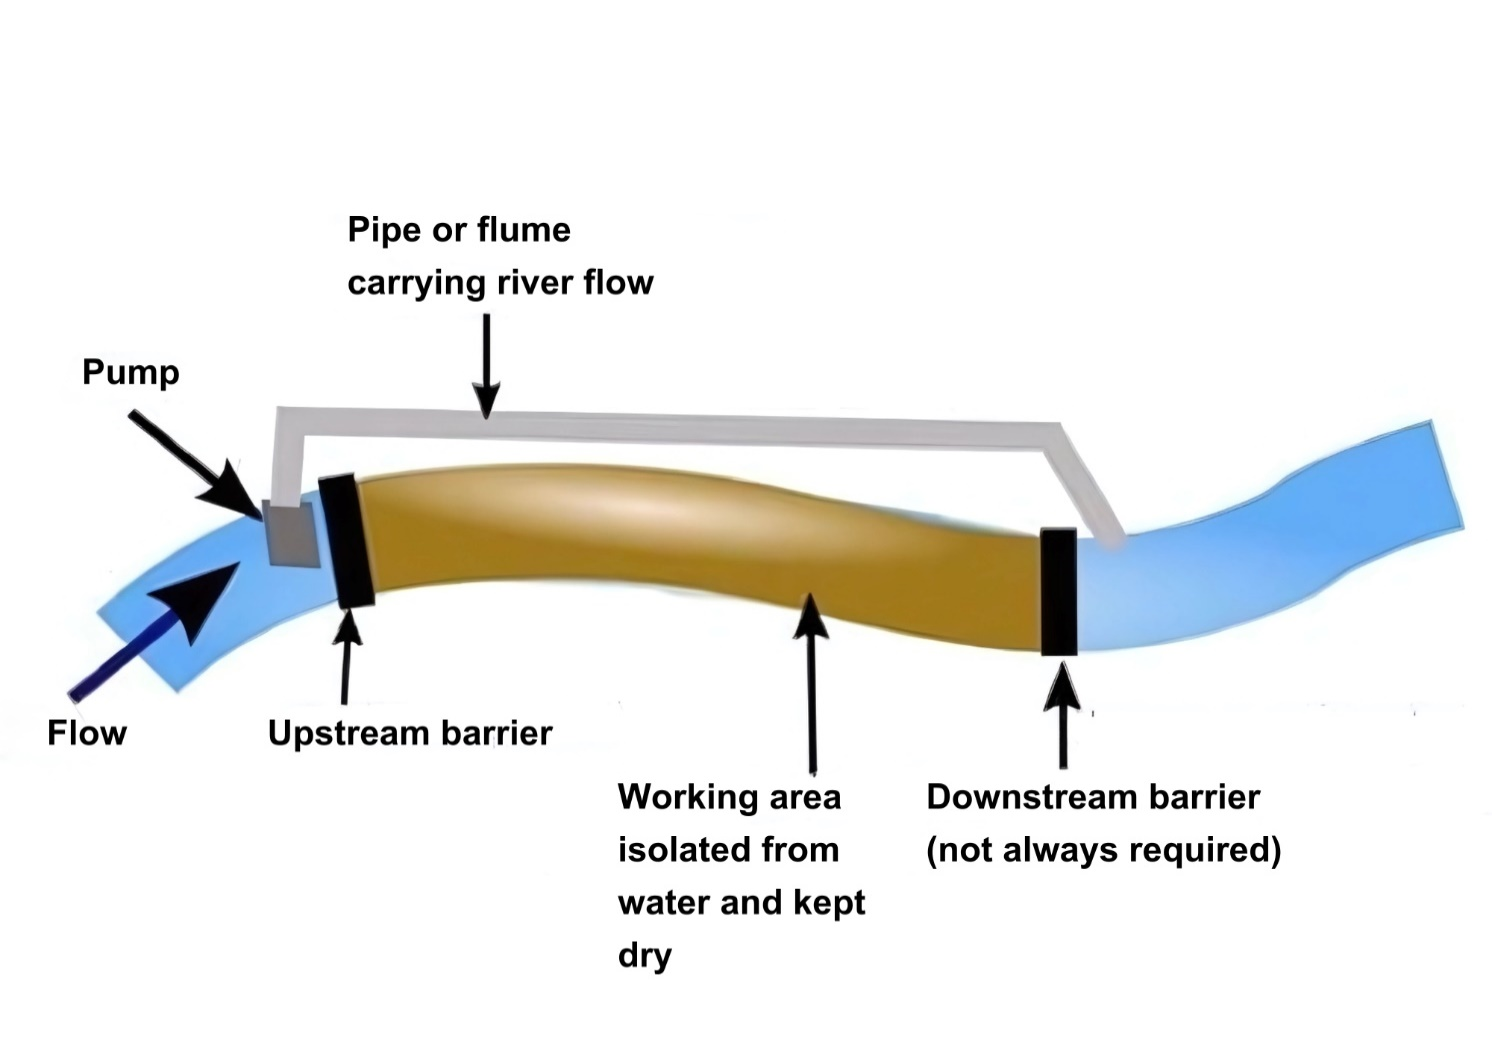 Pipe or flume
carrying river flow
Pump
Flow
Upstream barrier
Working area
isolated from
water and kept
dry
Downstream barrier
(not always required)